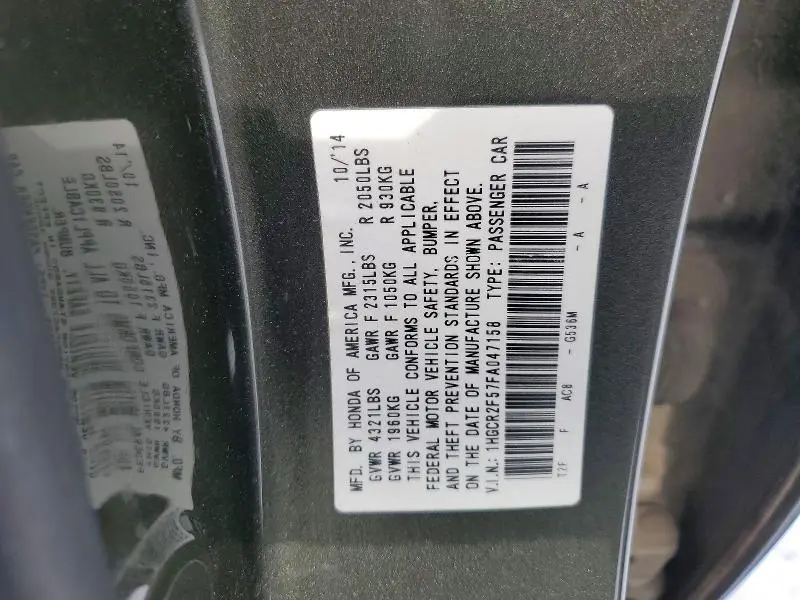 MFD. BY HONDA OF AMERICA MFG., INC. 10/'14
GVWR 4321LBS GAWR F 2315LBS R 2050LBS
GVWR 1960KG GAWR F 1050KG R 930KG
THIS VEHICLE CONFORMS TO ALL APPLICABLE
FEDERAL MOTOR VEHICLE SAFETY, BUMPER,
AND THEFT PREVENTION STANDARDS IN EFFECT
ON THE DATE OF MANUFACTURE SHOWN ABOVE.
V.I.N.: 1HGCR2F57FA047158 TYPE: PASSENGER CAR
T2F F AC8 - G536M - A - A